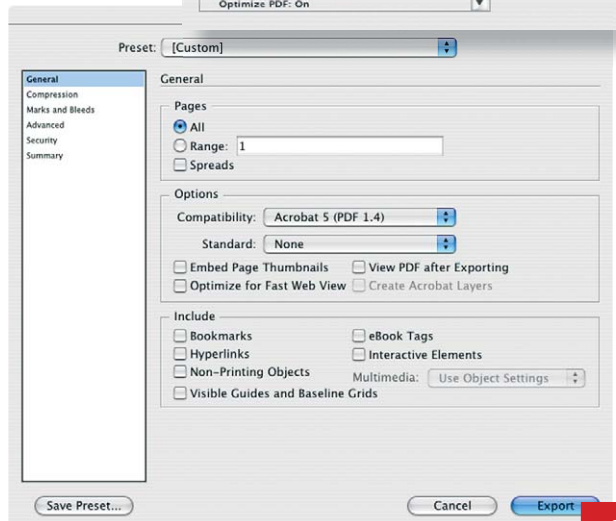 Optimize PDF: On
Preset: [Custom]
General
Compression
Marks and Bleeds
Advanced
Security
Summary
General
Pages
All
Range: 1
Spreads
Options
Compatibility: Acrobat 5 (PDF 1.4)
Standard: None
Embed Page Thumbnails View PDF after Exporting
Optimize for Fast Web View Create Acrobat Layers
Include
Bookmarks eBook Tags
Hyperlinks Interactive Elements
Non-Printing Objects Multimedia: Use Object Settings
Visible Guides and Baseline Grids
Save Preset... Cancel Export